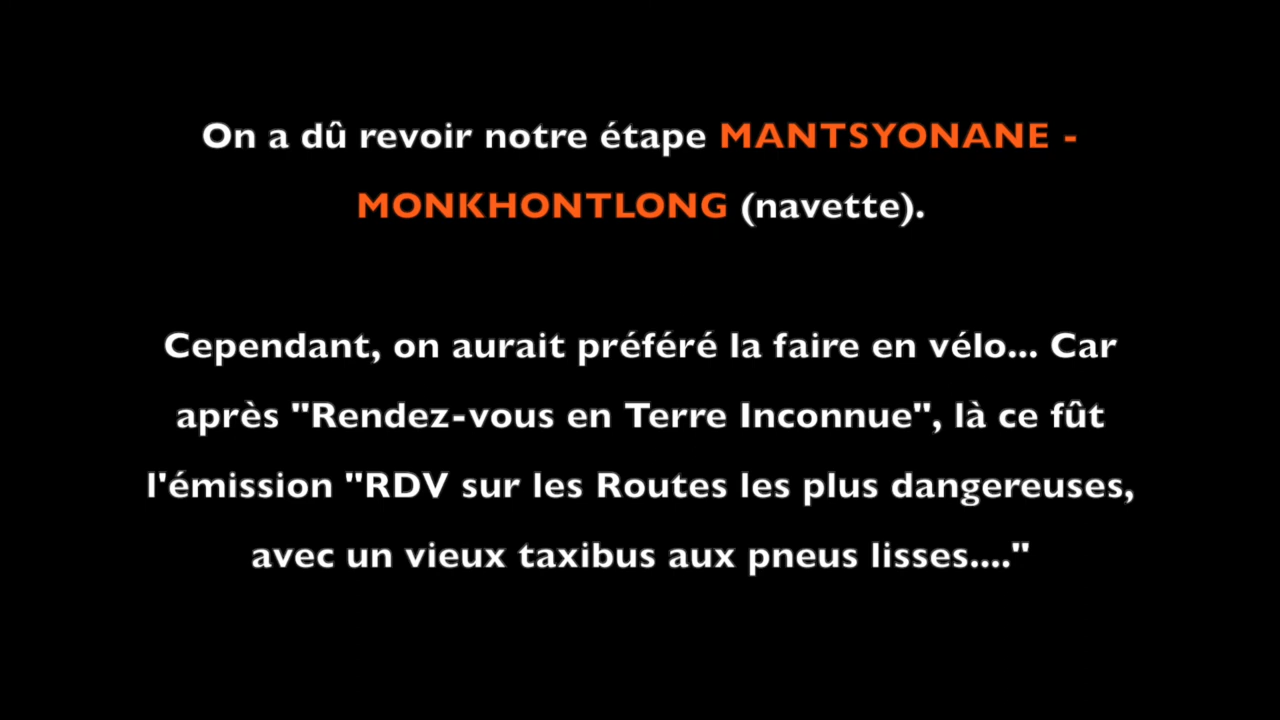 On a dû revoir notre étape MANTSYONANE -
MONKHONTLONG (navette).
Cependant, on aurait préféré la faire en vélo... Car
après "Rendez-vous en Terre Inconnue", là ce fût
l'émission "RDV sur les Routes les plus dangereuses,
avec un vieux taxibus aux pneus lisses...."